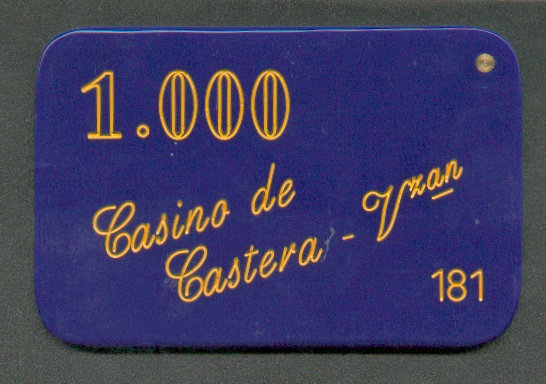 1.000
Casino de
Castera - Vzan
181